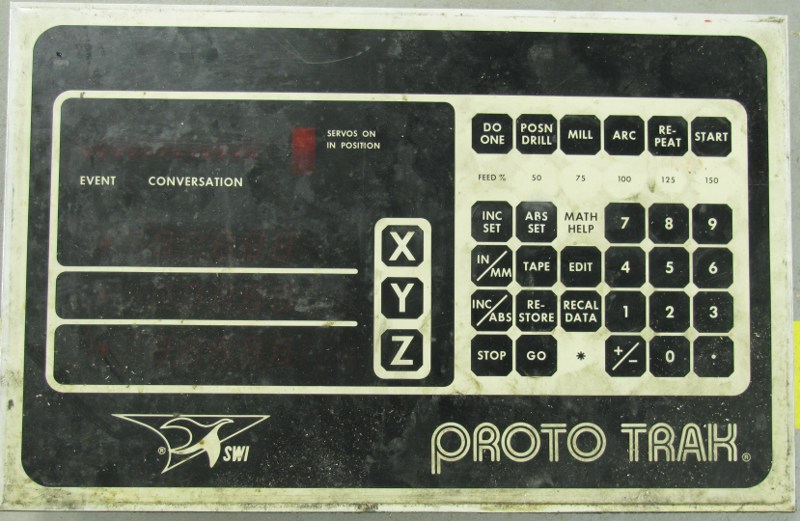 SERVOS ON
IN POSITION
EVENT CONVERSATION
X
Y
Z
DO ONE POSN DRILL MILL ARC RE-PEAT START
FEED % 50 75 100 125 150
INC SET ABS SET MATH HELP 7 8 9
IN/MM TAPE EDIT 4 5 6
INC/ABS RE-STORE RECAL DATA 1 2 3
STOP GO * +/- 0 .
® SWI
PROTO TRAK®